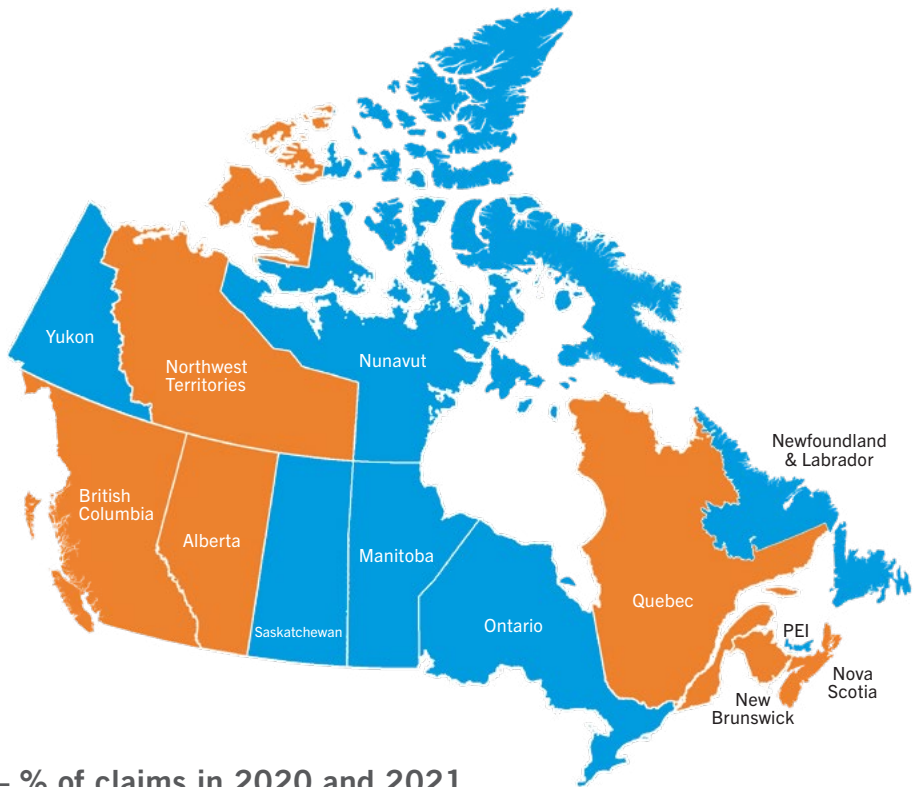 Yukon
Northwest
Territories
Nunavut
Newfoundland
& Labrador
British
Columbia
Alberta
Manitoba
Saskatchewan
Ontario
Quebec
PEI
Nova
Scotia
New
Brunswick
– % of claims in 2020 and 2021